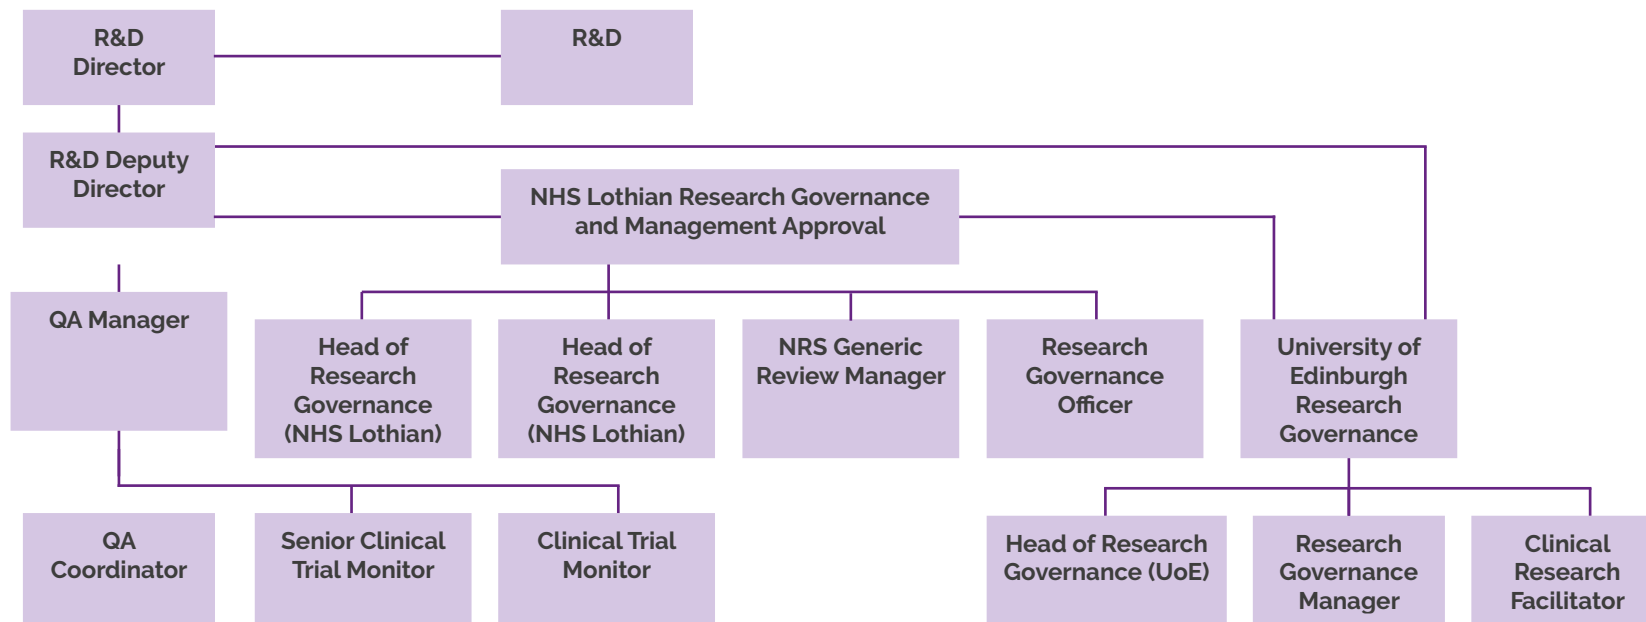 R&D
Director
R&D
R&D Deputy
Director
NHS Lothian Research Governance
and Management Approval
QA Manager
Head of
Research
Governance
(NHS Lothian)
Head of
Research
Governance
(NHS Lothian)
NRS Generic
Review Manager
Research
Governance
Officer
University of
Edinburgh
Research
Governance
QA
Coordinator
Senior Clinical
Trial Monitor
Clinical Trial
Monitor
Head of Research
Governance (UoE)
Research
Governance
Manager
Clinical
Research
Facilitator